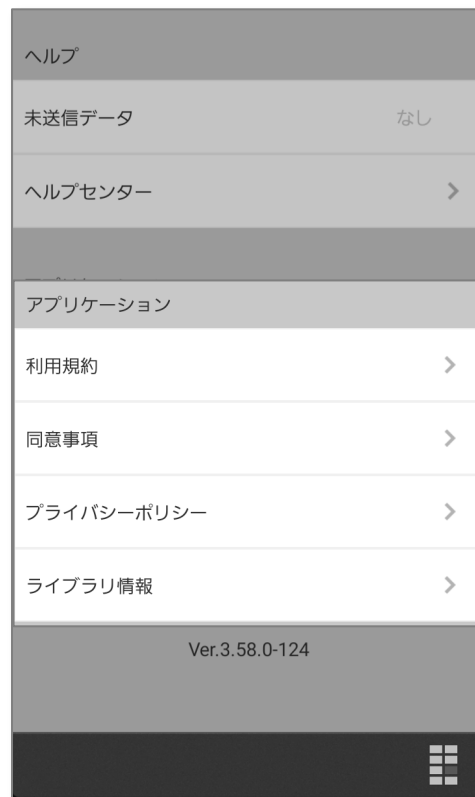 ヘルプ
未送信データ なし
ヘルプセンター
アプリケーション
利用規約
同意事項
プライバシーポリシー
ライブラリ情報
Ver.3.58.0-124